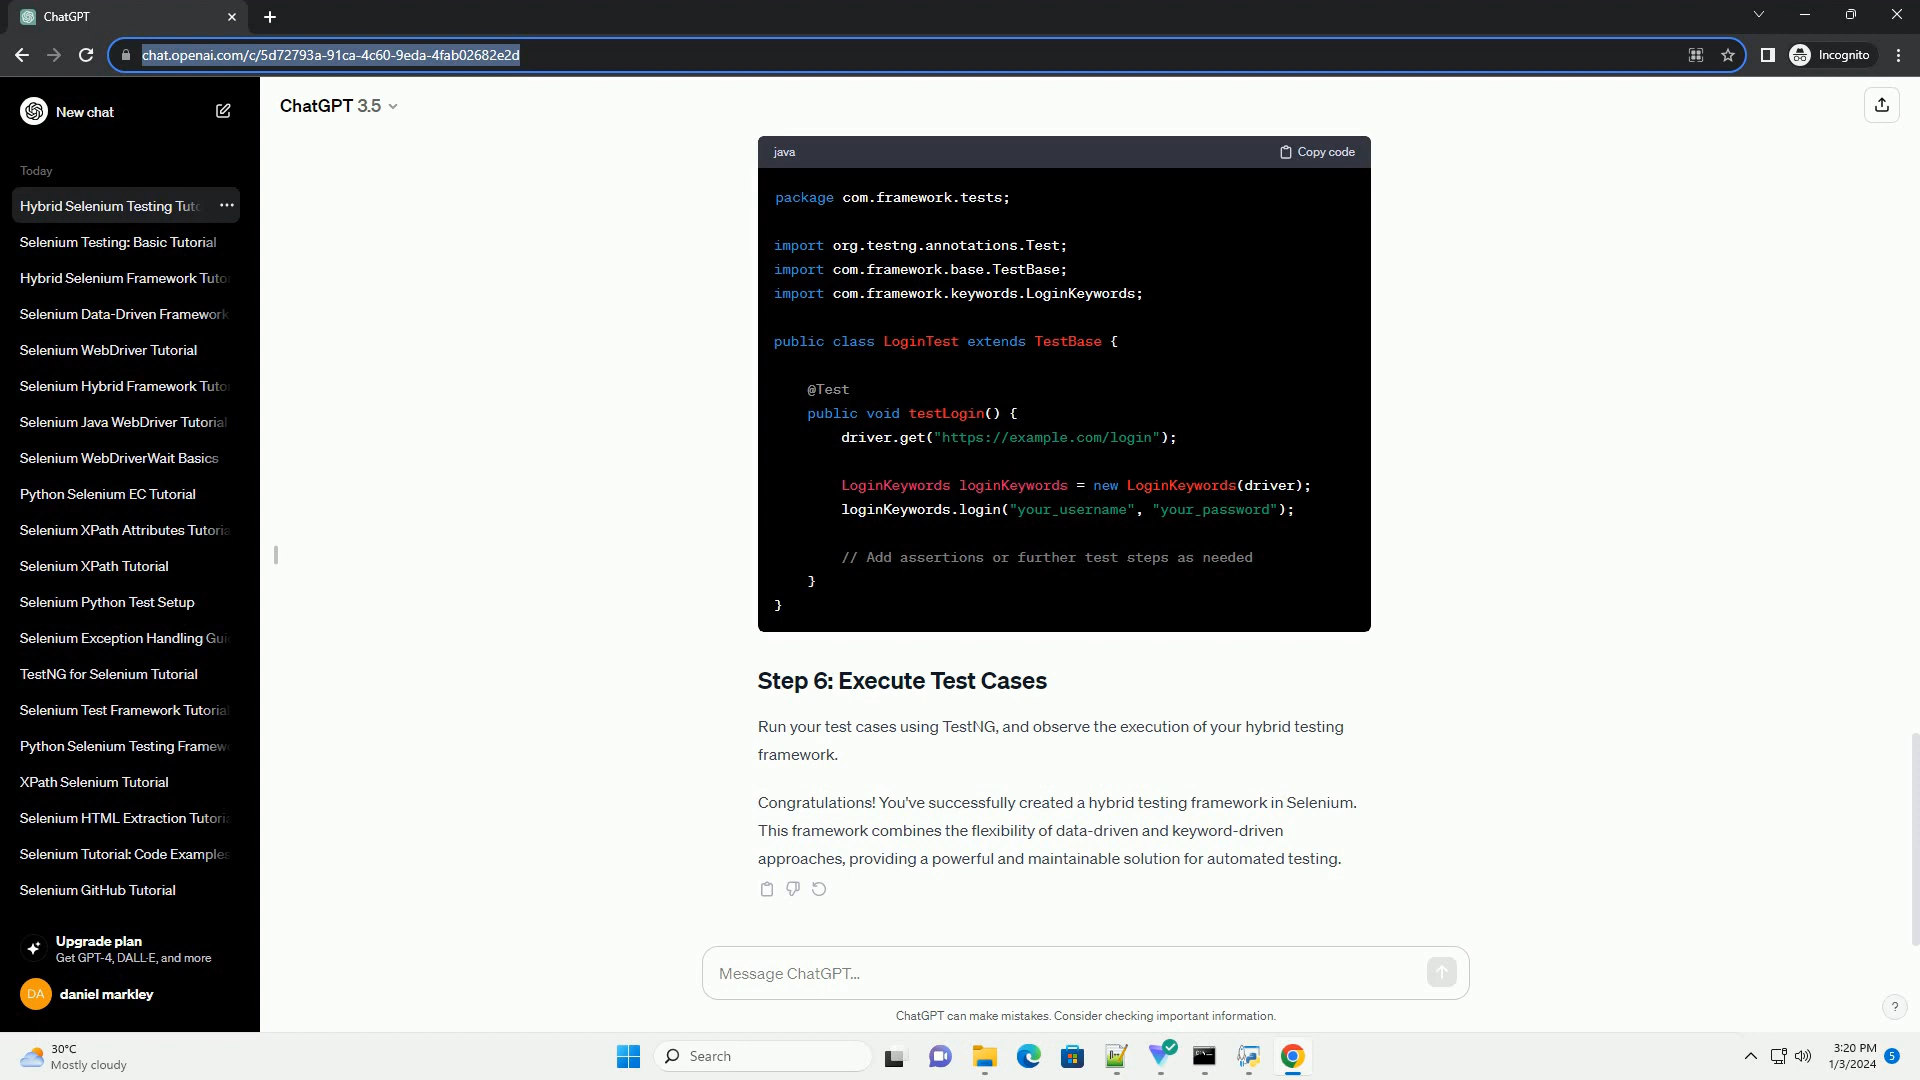 ChatGPT
chat.openai.com/c/5d72793a-91ca-4c60-9eda-4fab02682e2d
Incognito
New chat
ChatGPT 3.5
Today
Hybrid Selenium Testing Tuto
Selenium Testing: Basic Tutorial
Hybrid Selenium Framework Tutor
Selenium Data-Driven Framework
Selenium WebDriver Tutorial
Selenium Hybrid Framework Tutor
Selenium Java WebDriver Tutorial
Selenium WebDriverWait Basics
Python Selenium EC Tutorial
Selenium XPath Attributes Tutoria
Selenium XPath Tutorial
Selenium Python Test Setup
Selenium Exception Handling Guid
TestNG for Selenium Tutorial
Selenium Test Framework Tutorial
Python Selenium Testing Framewo
XPath Selenium Tutorial
Selenium HTML Extraction Tutoria
Selenium Tutorial: Code Examples
Selenium GitHub Tutorial
Upgrade plan
Get GPT-4, DALL·E, and more
DA
daniel markley
java
Copy code
package com.framework.tests;
import org.testng.annotations.Test;
import com.framework.base.TestBase;
import com.framework.keywords.LoginKeywords;
public class LoginTest extends TestBase {
@Test
public void testLogin() {
driver.get("https://example.com/login");
LoginKeywords loginKeywords = new LoginKeywords(driver);
loginKeywords.login("your_username", "your_password");
// Add assertions or further test steps as needed
}
}
Step 6: Execute Test Cases
Run your test cases using TestNG, and observe the execution of your hybrid testing
framework.
Congratulations! You've successfully created a hybrid testing framework in Selenium.
This framework combines the flexibility of data-driven and keyword-driven
approaches, providing a powerful and maintainable solution for automated testing.
Message ChatGPT...
ChatGPT can make mistakes. Consider checking important information.
?
30°C
Mostly cloudy
Search
3:20 PM
1/3/2024
5